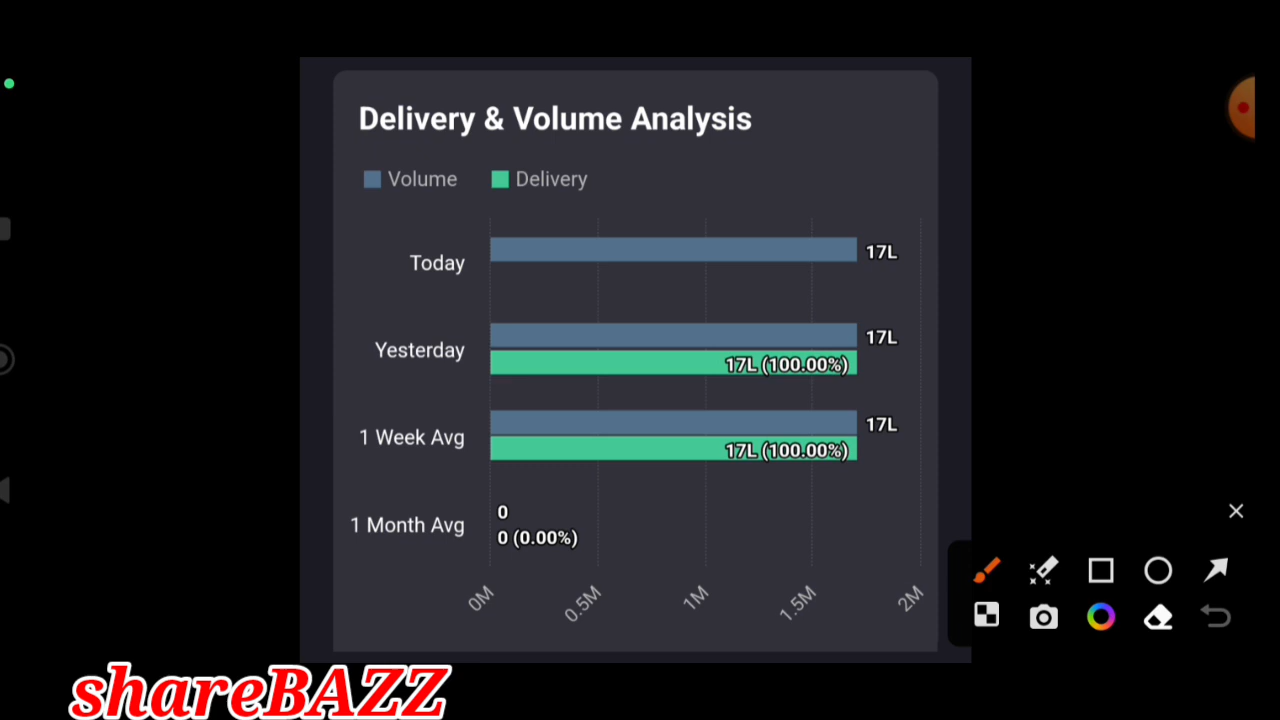 Delivery & Volume Analysis
Volume Delivery
Today 17L
Yesterday 17L
17L (100.00%)
1 Week Avg 17L
17L (100.00%)
1 Month Avg 0
0 (0.00%)
0M 0.5M 1M 1.5M 2M
shareBAZZ